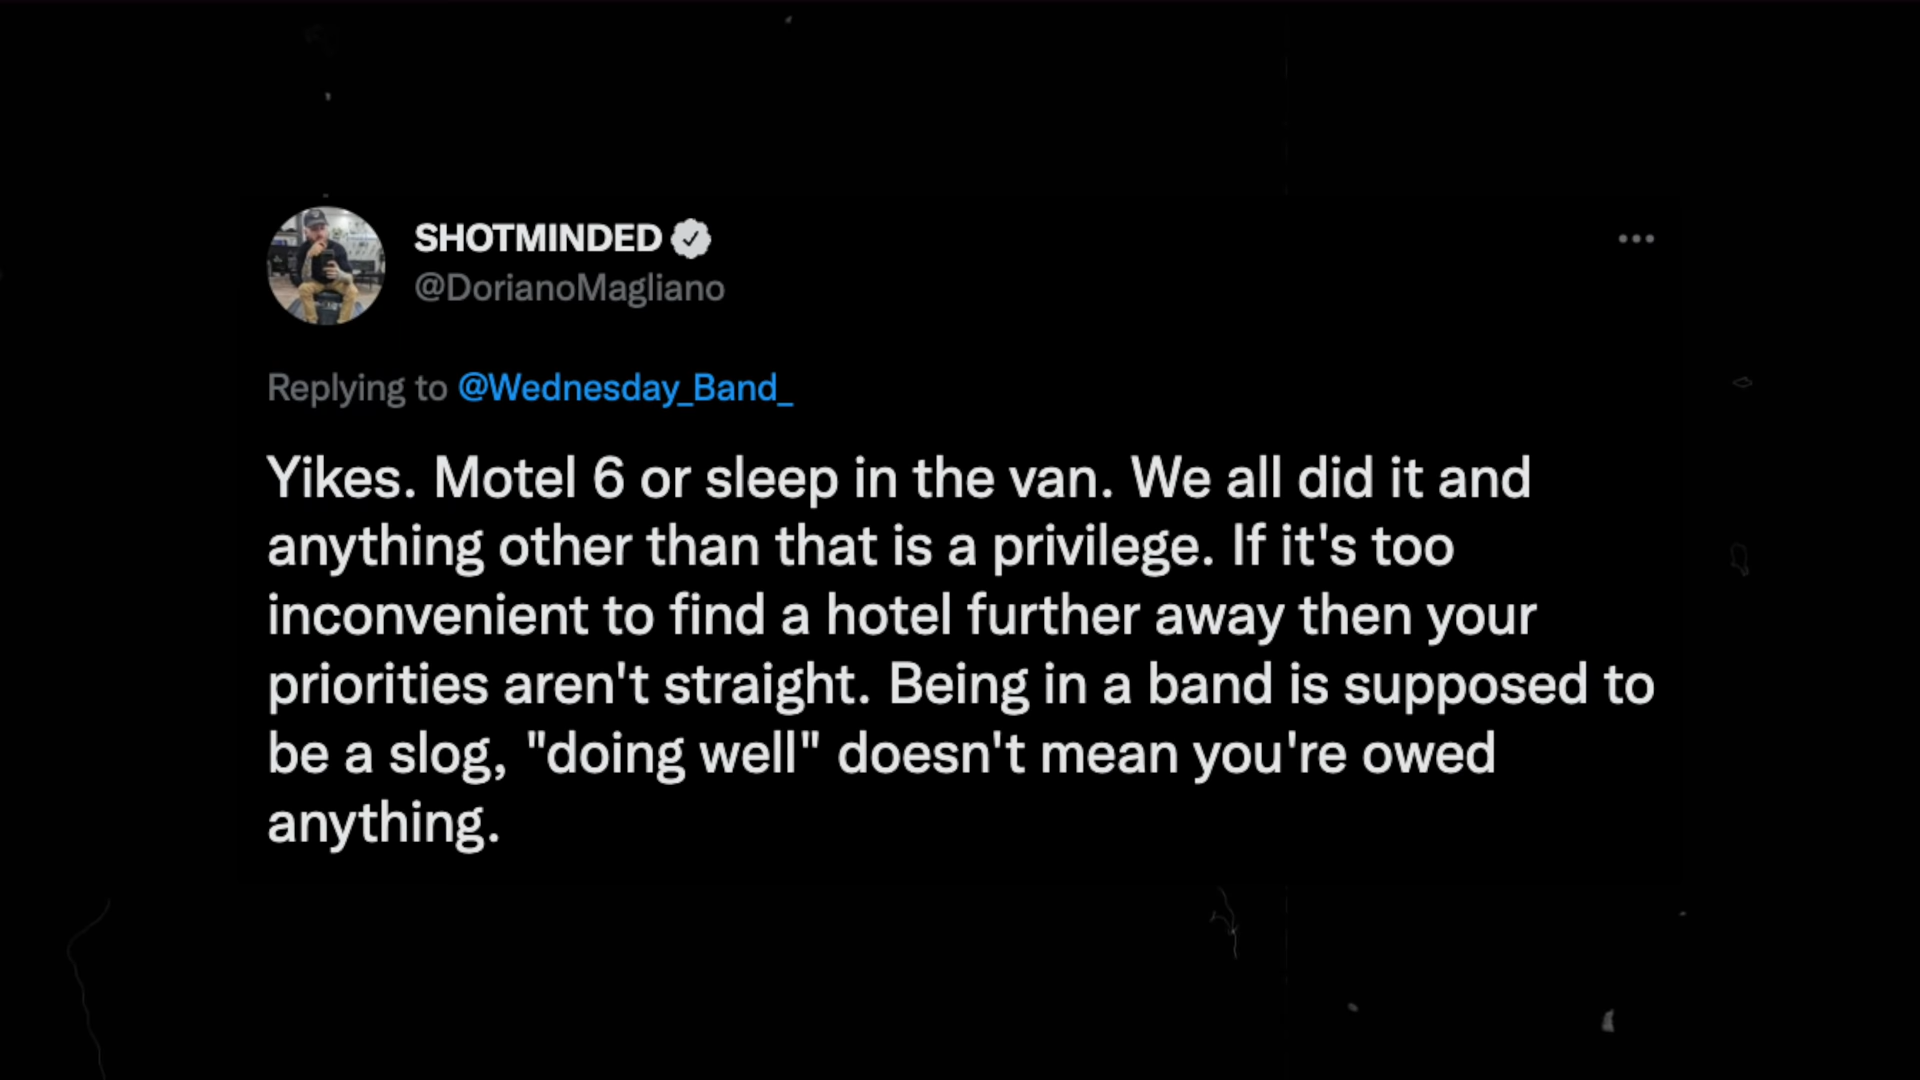 SHOTMINDED
@DorianoMagliano
Replying to @Wednesday_Band_
Yikes. Motel 6 or sleep in the van. We all did it and
anything other than that is a privilege. If it's too
inconvenient to find a hotel further away then your
priorities aren't straight. Being in a band is supposed to
be a slog, "doing well" doesn't mean you're owed
anything.